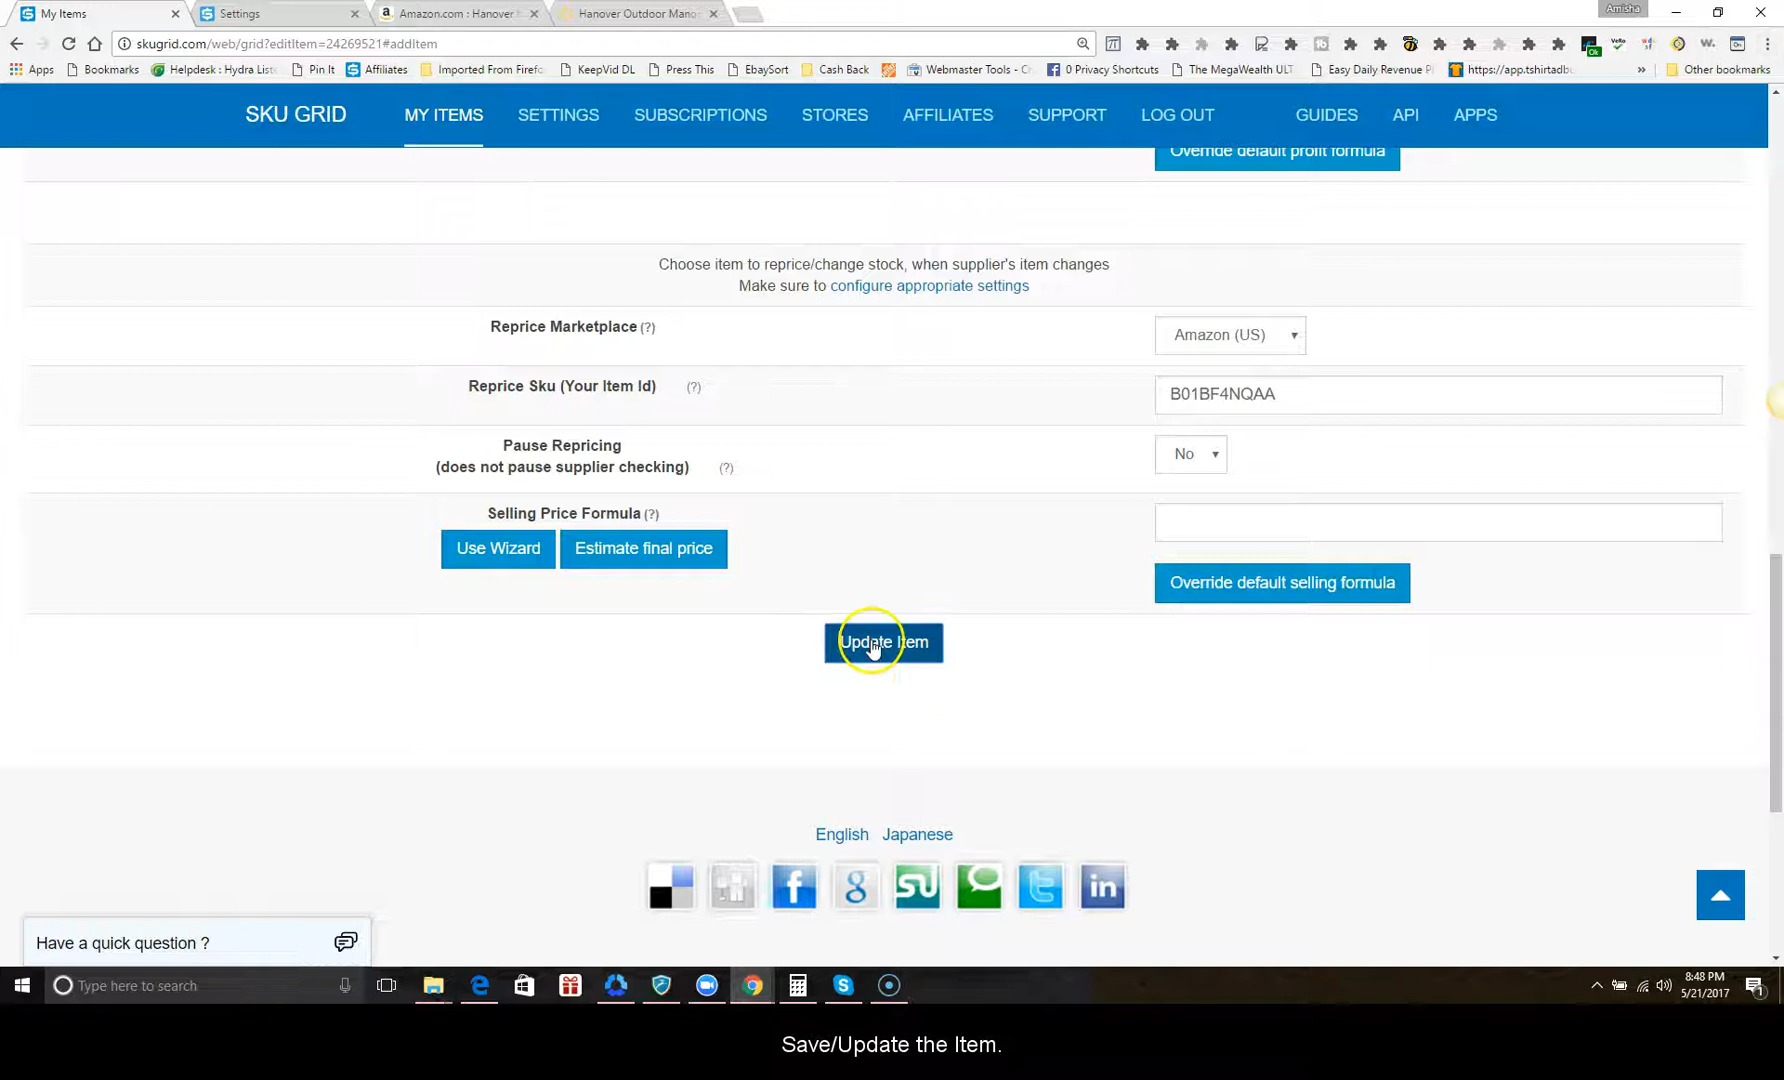 My Items
Settings
Amazon.com : Hanover
Hanover Outdoor Mano
Amisha
skugrid.com/web/grid?editItem=24269521#addItem
Ok
Apps
Bookmarks
Helpdesk : Hydra List
Pin It
Affiliates
Imported From Firefo
KeepVid DL
Press This
EbaySort
Cash Back
Webmaster Tools - C
0 Privacy Shortcuts
The MegaWealth ULT
Easy Daily Revenue P
https://app.tshirtadbu
Other bookmarks
SKU GRID
MY ITEMS
SETTINGS
SUBSCRIPTIONS
STORES
AFFILIATES
SUPPORT
LOG OUT
GUIDES
API
APPS
Override default profit formula
Choose item to reprice/change stock, when supplier's item changes
Make sure to configure appropriate settings
Reprice Marketplace (?)
Amazon (US)
Reprice Sku (Your Item Id) (?)
B01BF4NQAA
Pause Repricing
(does not pause supplier checking) (?)
No
Selling Price Formula (?)
Use Wizard
Estimate final price
Override default selling formula
Update Item
English Japanese
Have a quick question ?
Type here to search
8:48 PM
5/21/2017
1
Save/Update the Item.